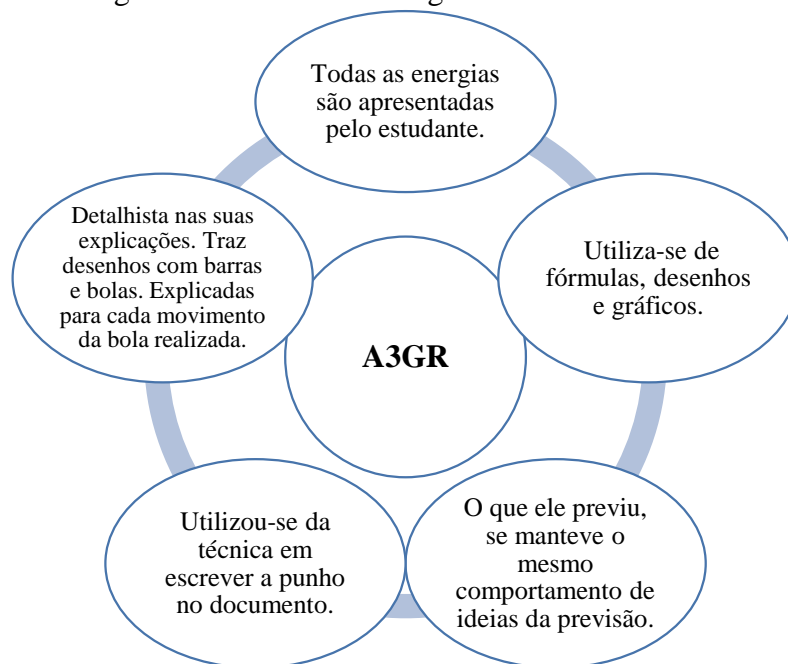 Todas as energias
são apresentadas
pelo estudante.
Utiliza-se de
fórmulas, desenhos
e gráficos.
O que ele previu,
se manteve o
mesmo
comportamento de
ideias da previsão.
Utilizou-se da
técnica em
escrever a punho
no documento.
Detalhista nas suas
explicações. Traz
desenhos com barras
e bolas. Explicadas
para cada movimento
da bola realizada.
A3GR